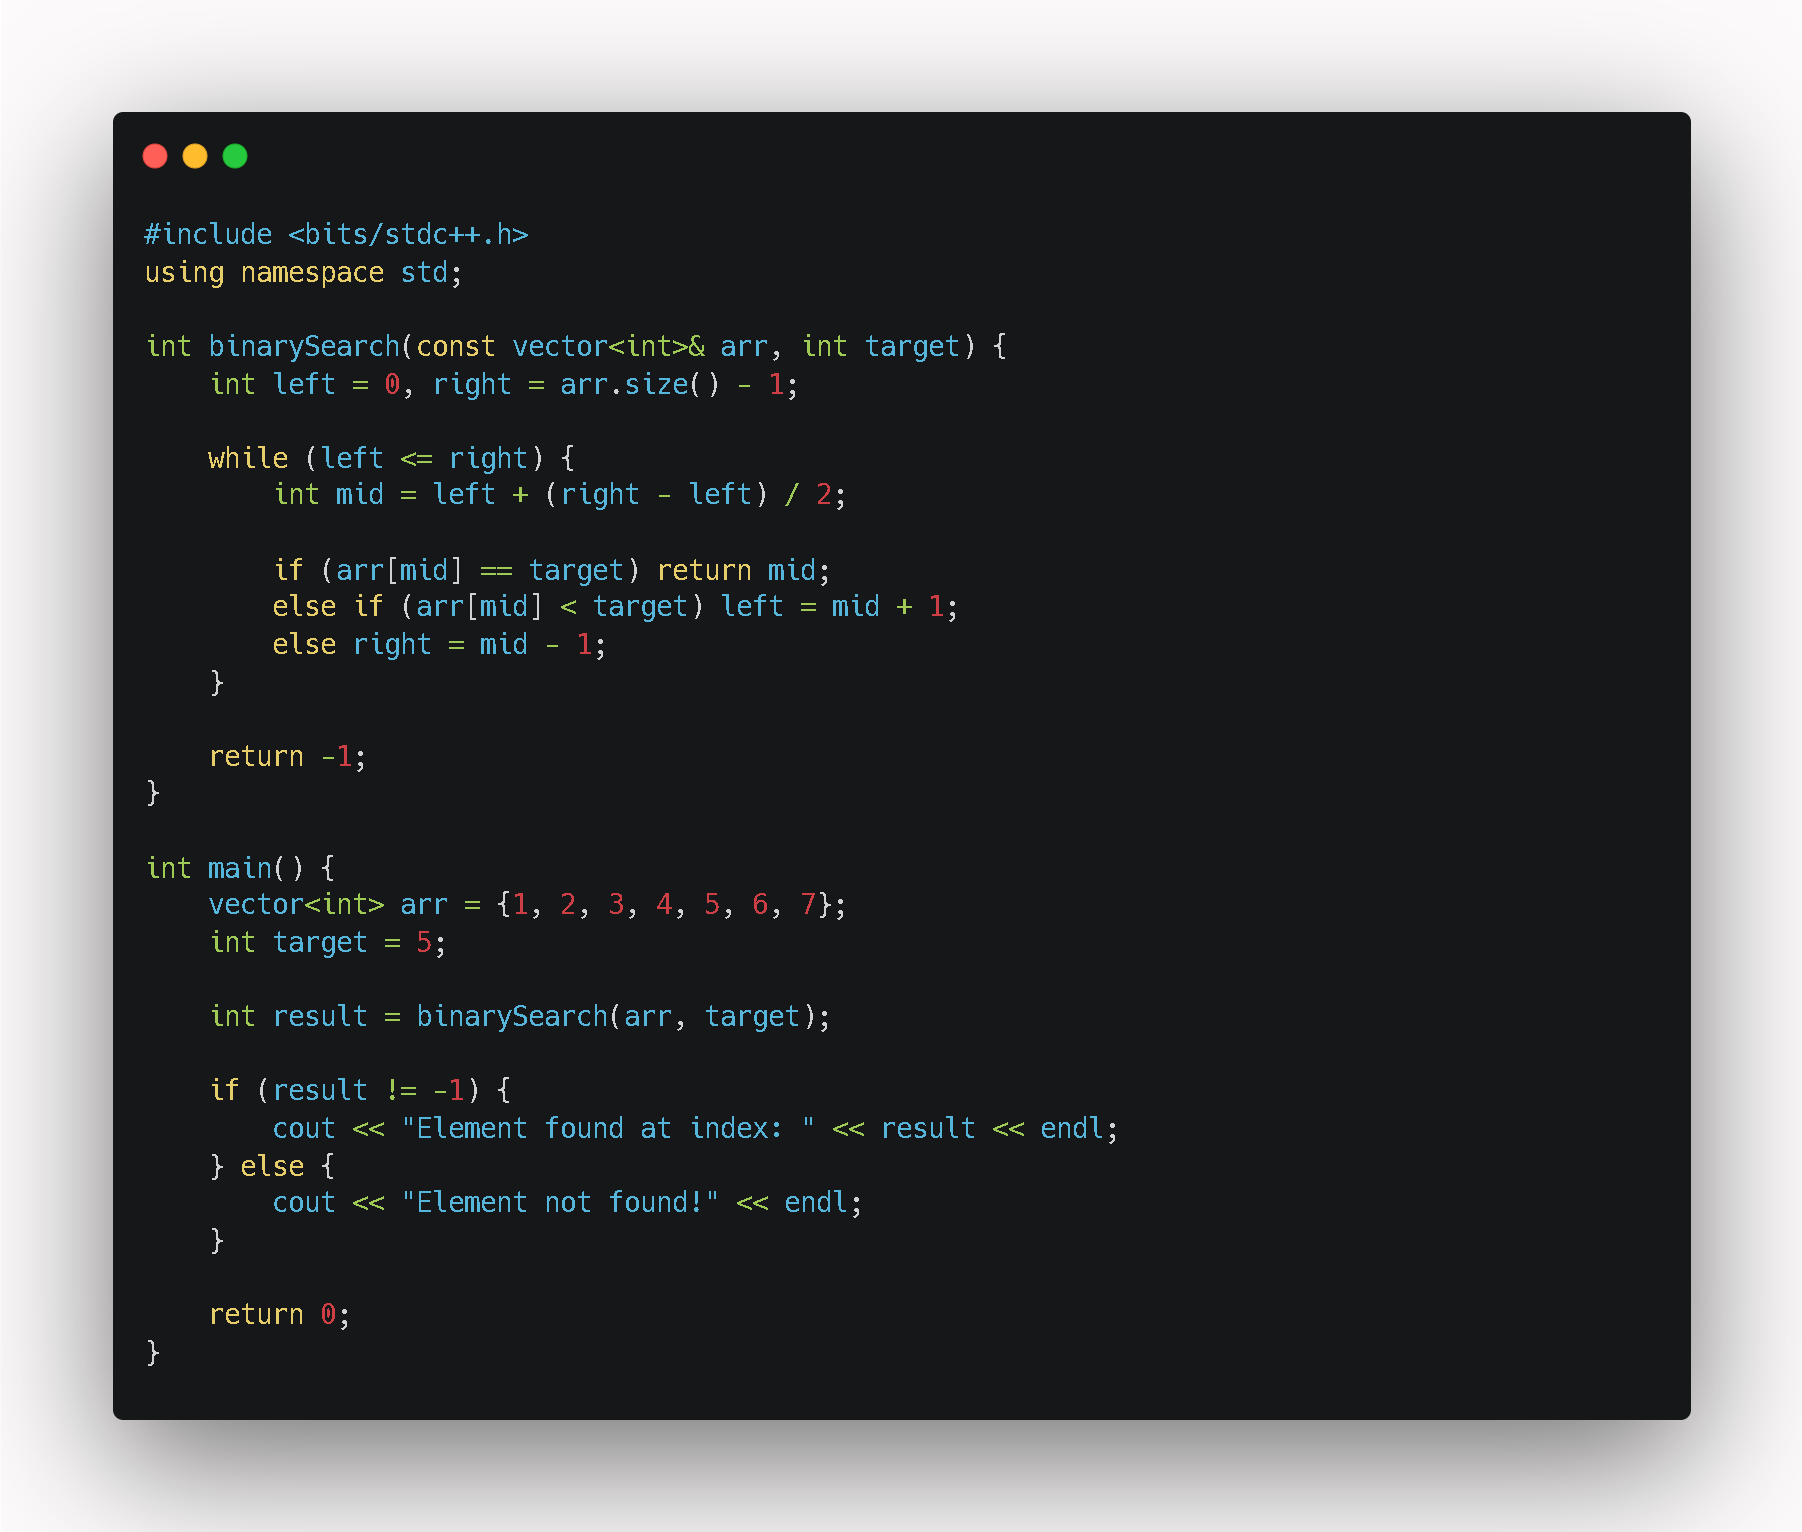 #include <bits/stdc++.h>
using namespace std;

int binarySearch(const vector<int>& arr, int target) {
    int left = 0, right = arr.size() - 1;

    while (left <= right) {
        int mid = left + (right - left) / 2;

        if (arr[mid] == target) return mid;
        else if (arr[mid] < target) left = mid + 1;
        else right = mid - 1;
    }

    return -1;
}

int main() {
    vector<int> arr = {1, 2, 3, 4, 5, 6, 7};
    int target = 5;

    int result = binarySearch(arr, target);

    if (result != -1) {
        cout << "Element found at index: " << result << endl;
    } else {
        cout << "Element not found!" << endl;
    }

    return 0;
}